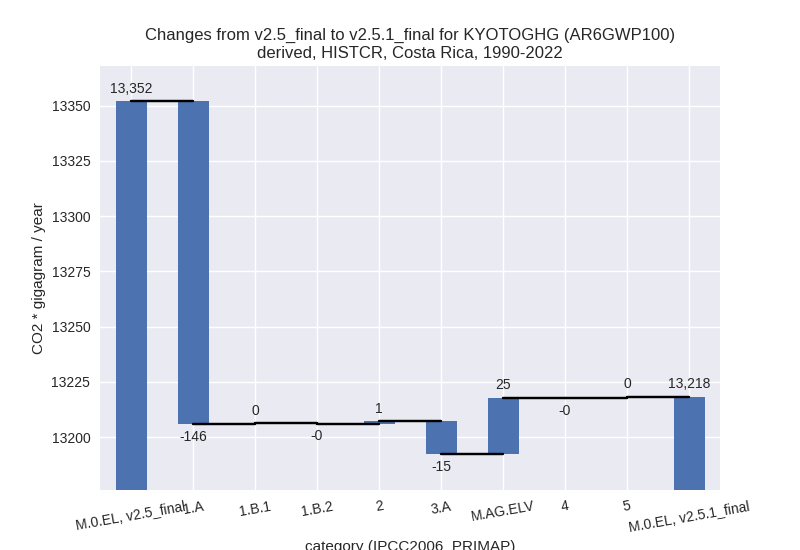 Changes from v2.5_final to v2.5.1_final for KYOTOGHG (AR6GWP100)
derived, HISTCR, Costa Rica, 1990-2022
CO2 * gigagram / year
13350
13325
13300
13275
13250
13225
13200
13,352
-146
0
-0
1
-15
25
-0
0
13,218
M.0.EL, v2.5_final
1.A
1.B.1
1.B.2
2
3.A
M.AG.ELV
4
5
M.0.EL, v2.5.1_final
category (IPCC2006_PRIMAP)